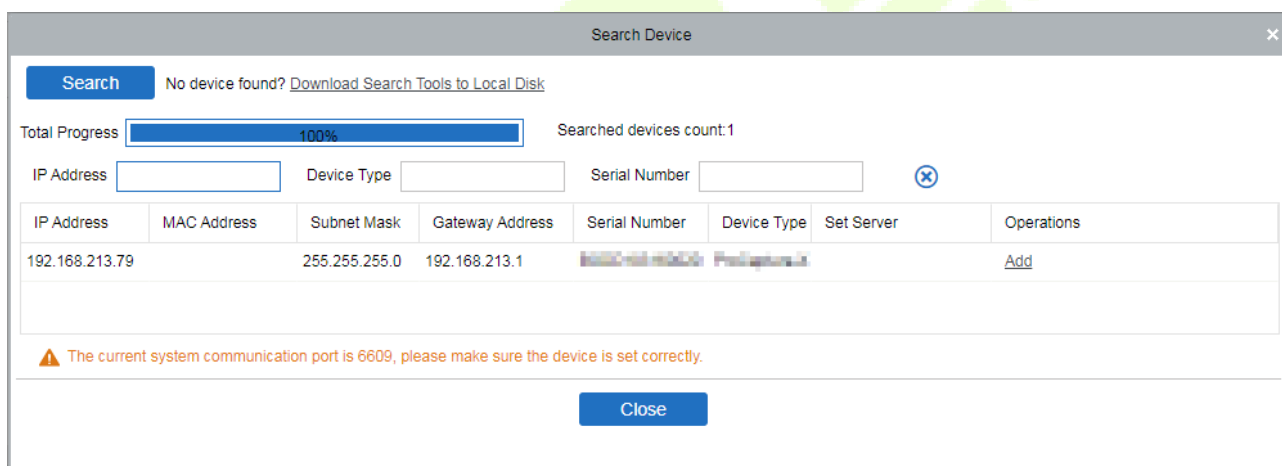 Search Device
Search No device found? Download Search Tools to Local Disk
Total Progress 100% Searched devices count:1
IP Address Device Type Serial Number
IP Address MAC Address Subnet Mask Gateway Address Serial Number Device Type Set Server Operations
192.168.213.79 255.255.255.0 192.168.213.1 Add
The current system communication port is 6609, please make sure the device is set correctly.
Close